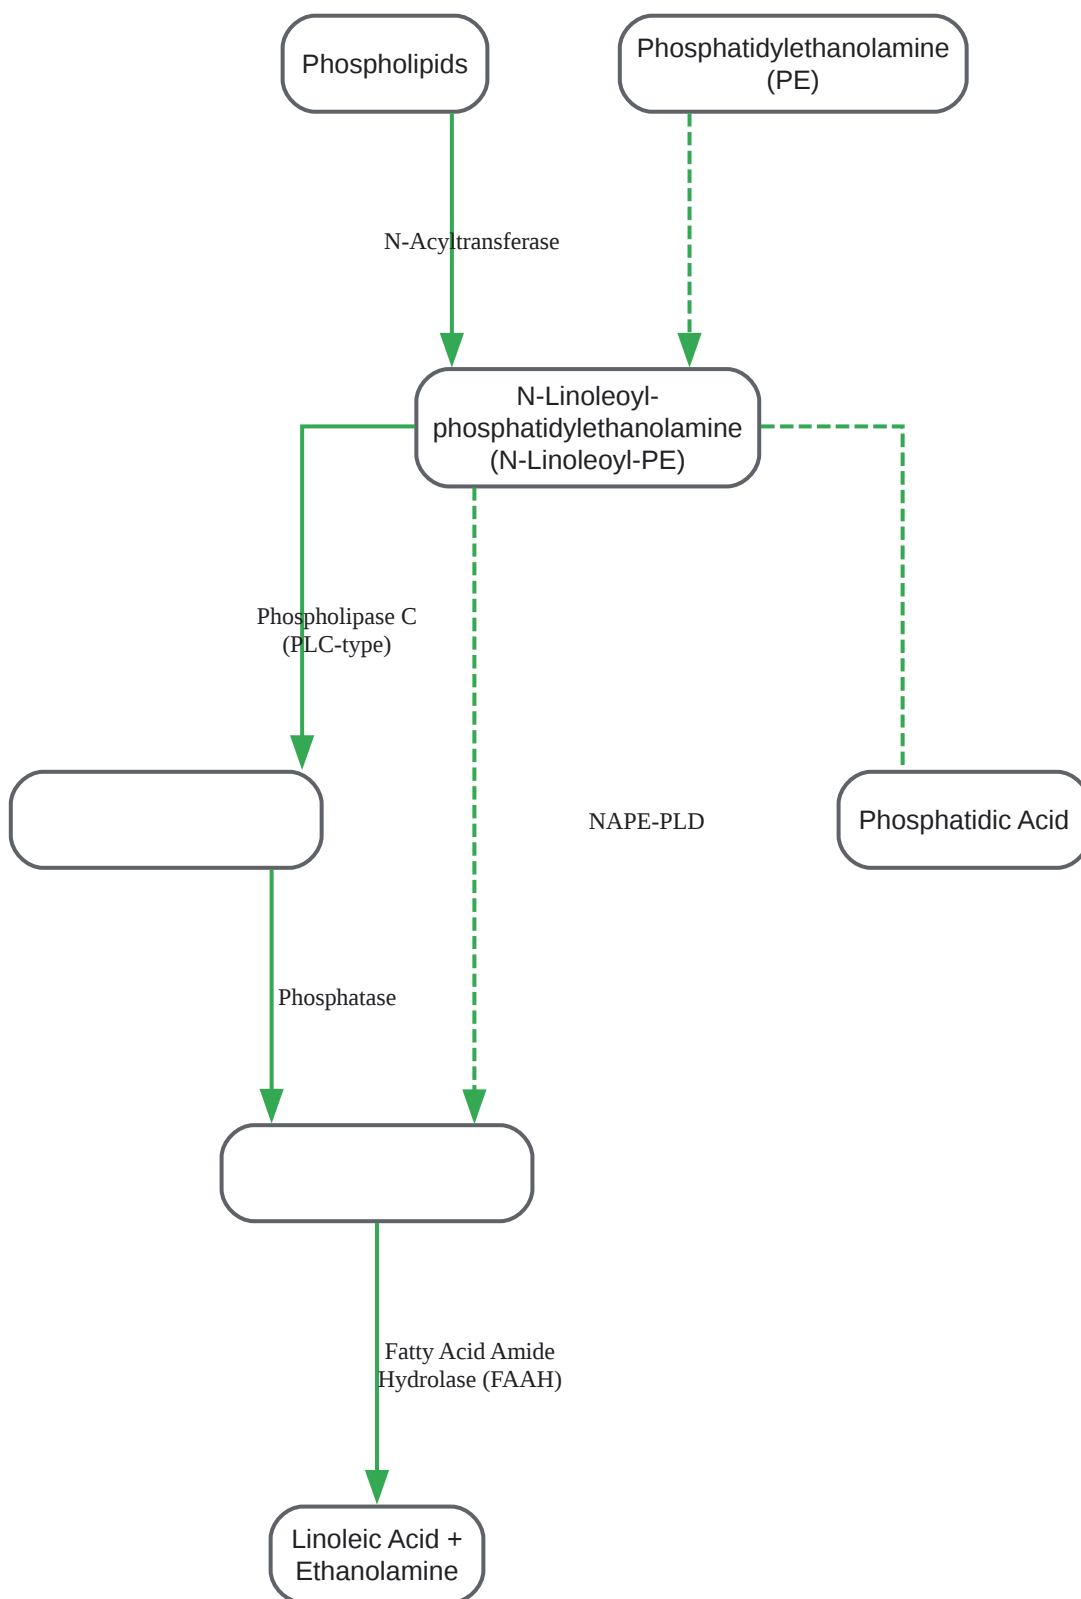 Phospholipids
Phosphatidylethanolamine
(PE)
N-Acyltransferase
N-Linoleoyl-
phosphatidylethanolamine
(N-Linoleoyl-PE)
Phospholipase C
(PLC-type)
NAPE-PLD
Phosphatidic Acid
Phosphatase
Fatty Acid Amide
Hydrolase (FAAH)
Linoleic Acid +
Ethanolamine